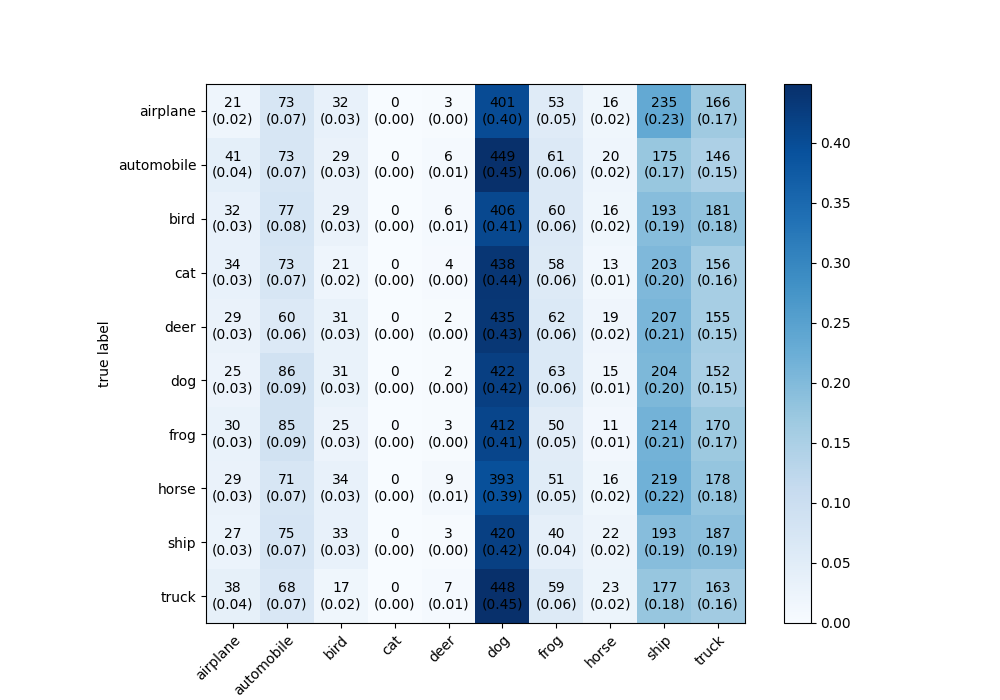 airplane 21 73 32 0 3 401 53 16 235 166
(0.02) (0.07) (0.03) (0.00) (0.00) (0.40) (0.05) (0.02) (0.23) (0.17)
automobile 41 73 29 0 6 449 61 20 175 146
(0.04) (0.07) (0.03) (0.00) (0.01) (0.45) (0.06) (0.02) (0.17) (0.15)
bird 32 77 29 0 6 406 60 16 193 181
(0.03) (0.08) (0.03) (0.00) (0.01) (0.41) (0.06) (0.02) (0.19) (0.18)
cat 34 73 21 0 4 438 58 13 203 156
(0.03) (0.07) (0.02) (0.00) (0.00) (0.44) (0.06) (0.01) (0.20) (0.16)
deer 29 60 31 0 2 435 62 19 207 155
(0.03) (0.06) (0.03) (0.00) (0.00) (0.43) (0.06) (0.02) (0.21) (0.15)
dog 25 86 31 0 2 422 63 15 204 152
(0.03) (0.09) (0.03) (0.00) (0.00) (0.42) (0.06) (0.01) (0.20) (0.15)
frog 30 85 25 0 3 412 50 11 214 170
(0.03) (0.09) (0.03) (0.00) (0.00) (0.41) (0.05) (0.01) (0.21) (0.17)
horse 29 71 34 0 9 393 51 16 219 178
(0.03) (0.07) (0.03) (0.00) (0.01) (0.39) (0.05) (0.02) (0.22) (0.18)
ship 27 75 33 0 3 420 40 22 193 187
(0.03) (0.07) (0.03) (0.00) (0.00) (0.42) (0.04) (0.02) (0.19) (0.19)
truck 38 68 17 0 7 448 59 23 177 163
(0.04) (0.07) (0.02) (0.00) (0.01) (0.45) (0.06) (0.02) (0.18) (0.16)
true label
airplane automobile bird cat deer dog frog horse ship truck
0.40
0.35
0.30
0.25
0.20
0.15
0.10
0.05
0.00